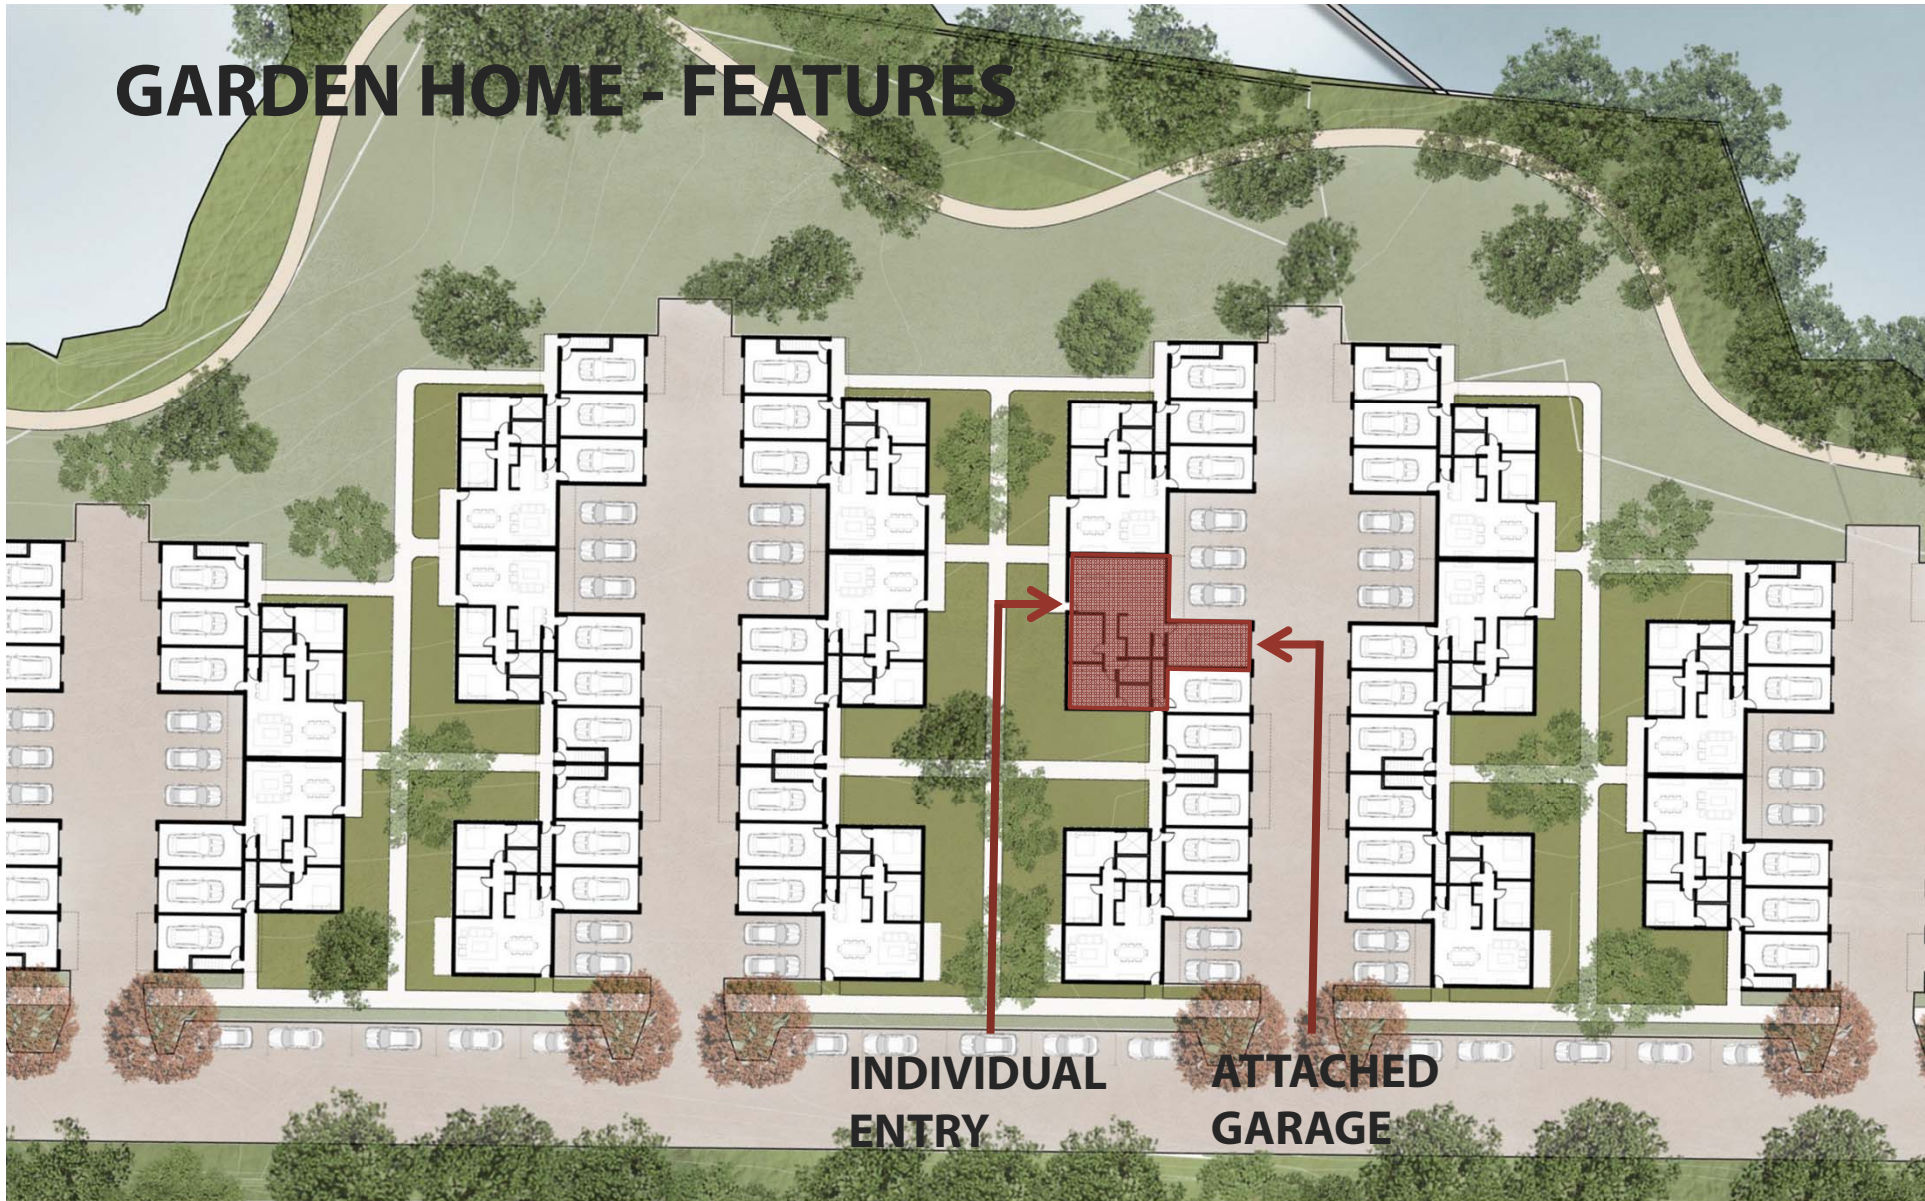 GARDEN HOME - FEATURES
INDIVIDUAL
ENTRY
ATTACHED
GARAGE